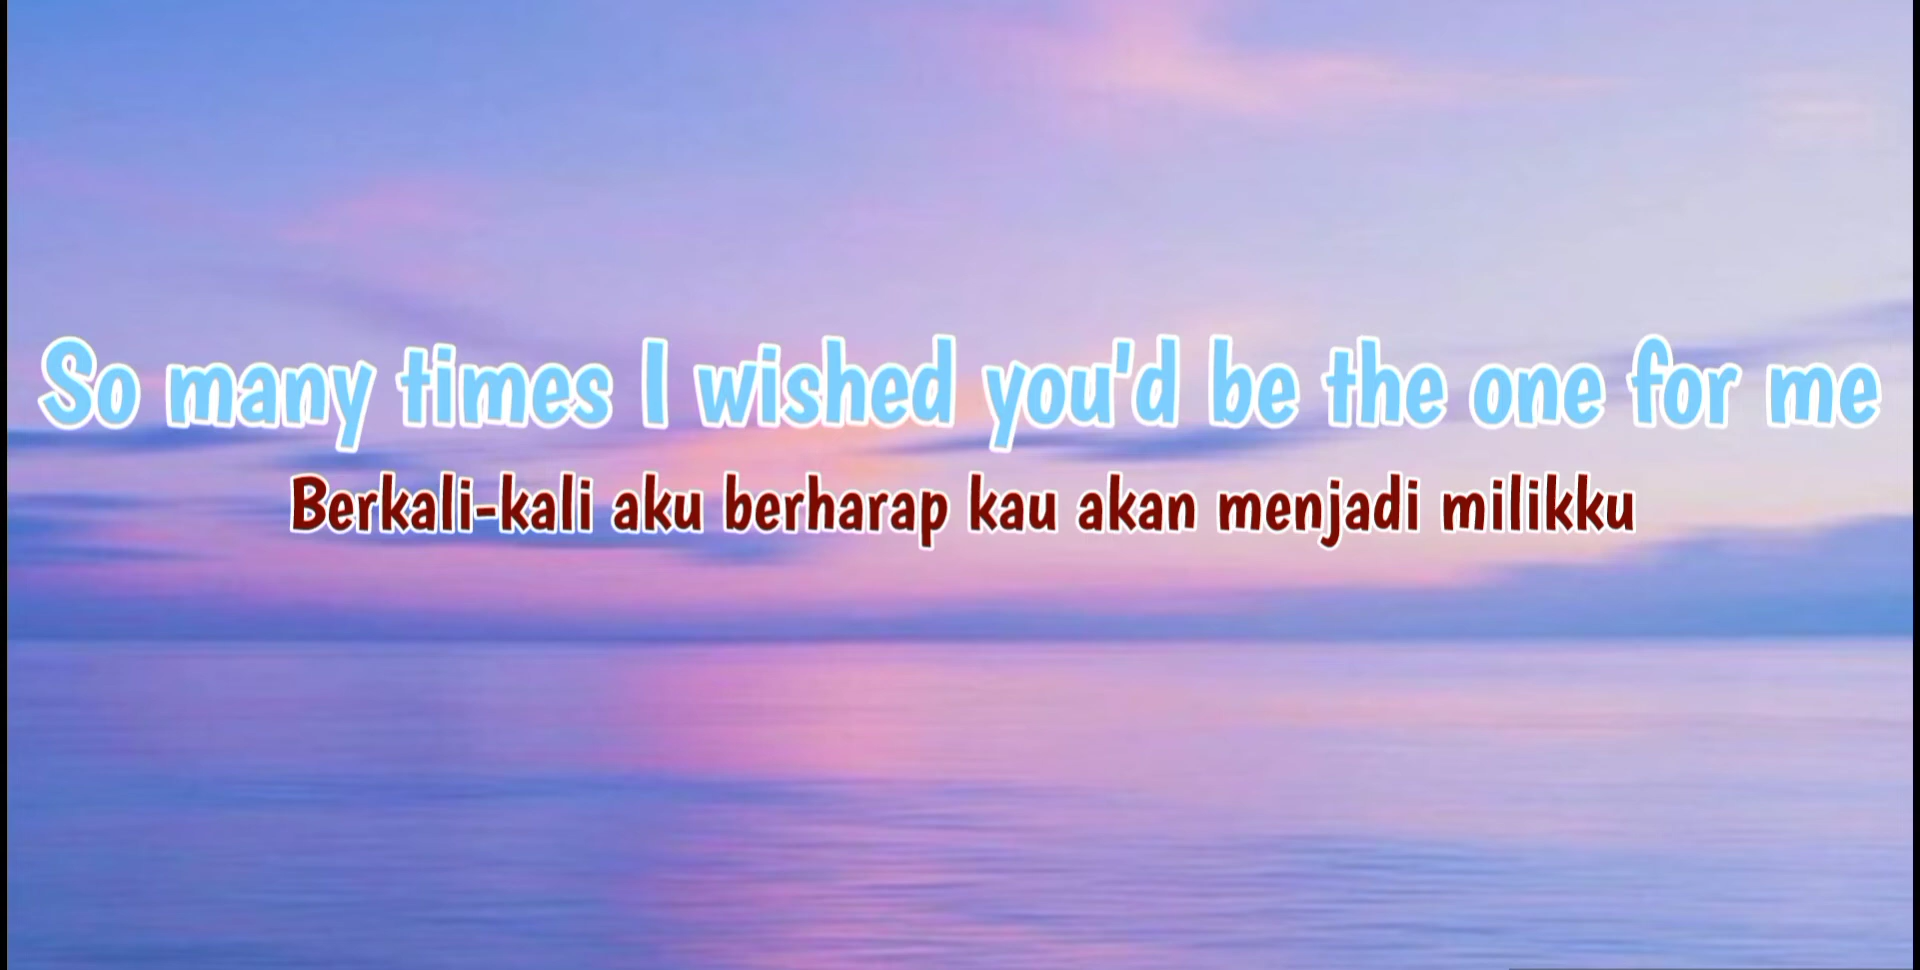 So many times I wished you'd be the one for me
Berkali-kali aku berharap kau akan menjadi milikku